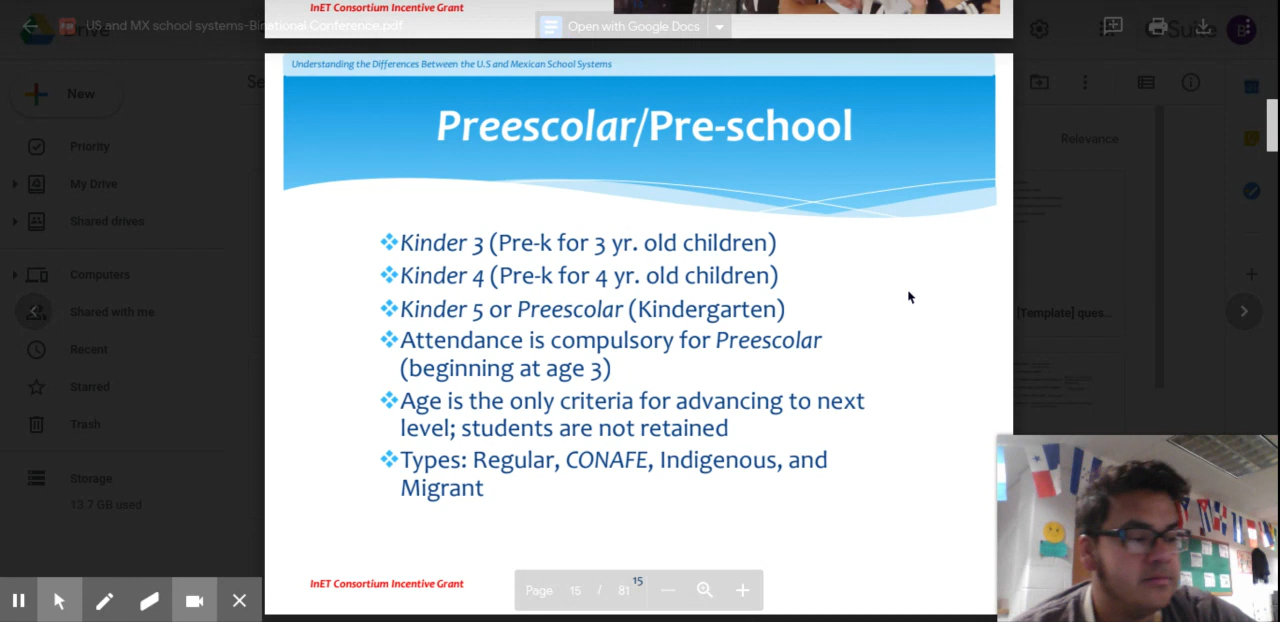 InET Consortium Incentive Grant
US and MX school systems-Binational Conference.pdf
Open with Google Docs
Understanding the Differences Between the U.S and Mexican School Systems
New
Preescolar/Pre-school
Relevance
Priority
My Drive
Shared drives
Kinder 3 (Pre-k for 3 yr. old children)
Computers
Kinder 4 (Pre-k for 4 yr. old children)
Shared with me
Kinder 5 or Preescolar (Kindergarten)
[Template] ques...
Recent
Attendance is compulsory for Preescolar
(beginning at age 3)
Starred
Age is the only criteria for advancing to next
Trash
level; students are not retained
Types: Regular, CONAFE, Indigenous, and
Storage
Migrant
13.7 GB used
InET Consortium Incentive Grant
15
Page 15 / 81